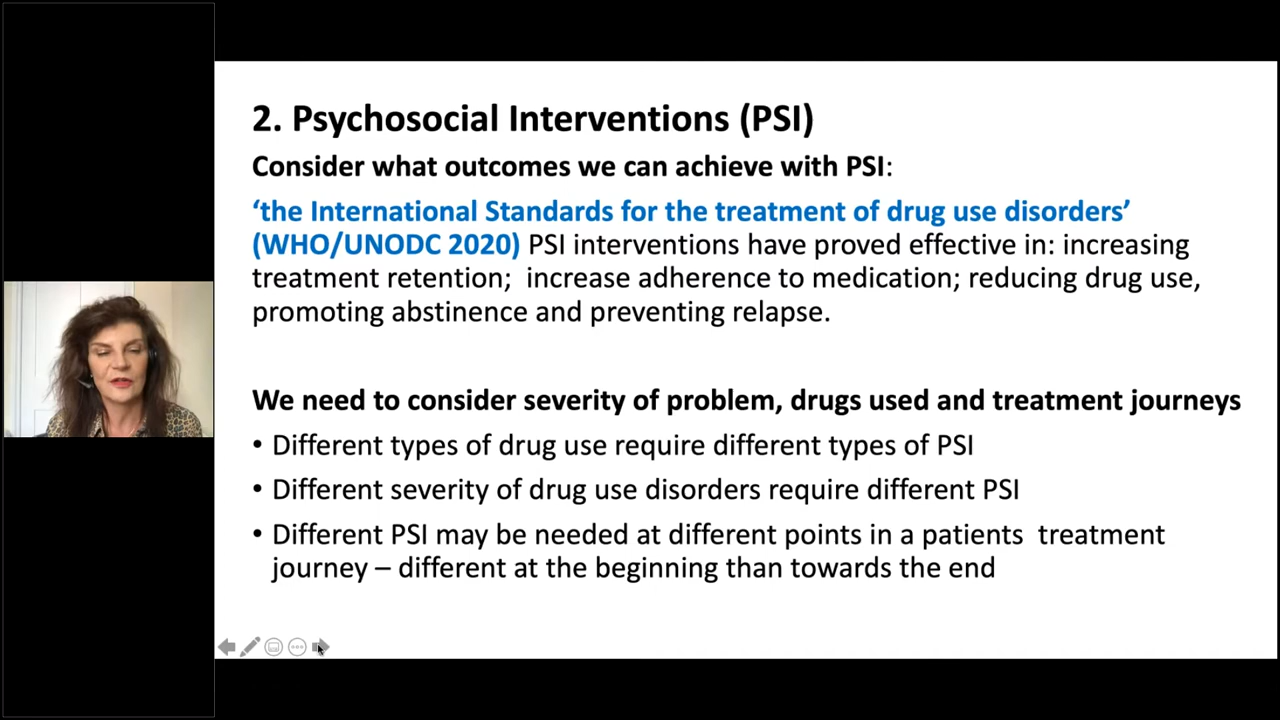 2. Psychosocial Interventions (PSI)
Consider what outcomes we can achieve with PSI:
‘the International Standards for the treatment of drug use disorders’
(WHO/UNODC 2020) PSI interventions have proved effective in: increasing
treatment retention;  increase adherence to medication; reducing drug use,
promoting abstinence and preventing relapse.
We need to consider severity of problem, drugs used and treatment journeys
• Different types of drug use require different types of PSI
• Different severity of drug use disorders require different PSI
• Different PSI may be needed at different points in a patients  treatment
journey – different at the beginning than towards the end